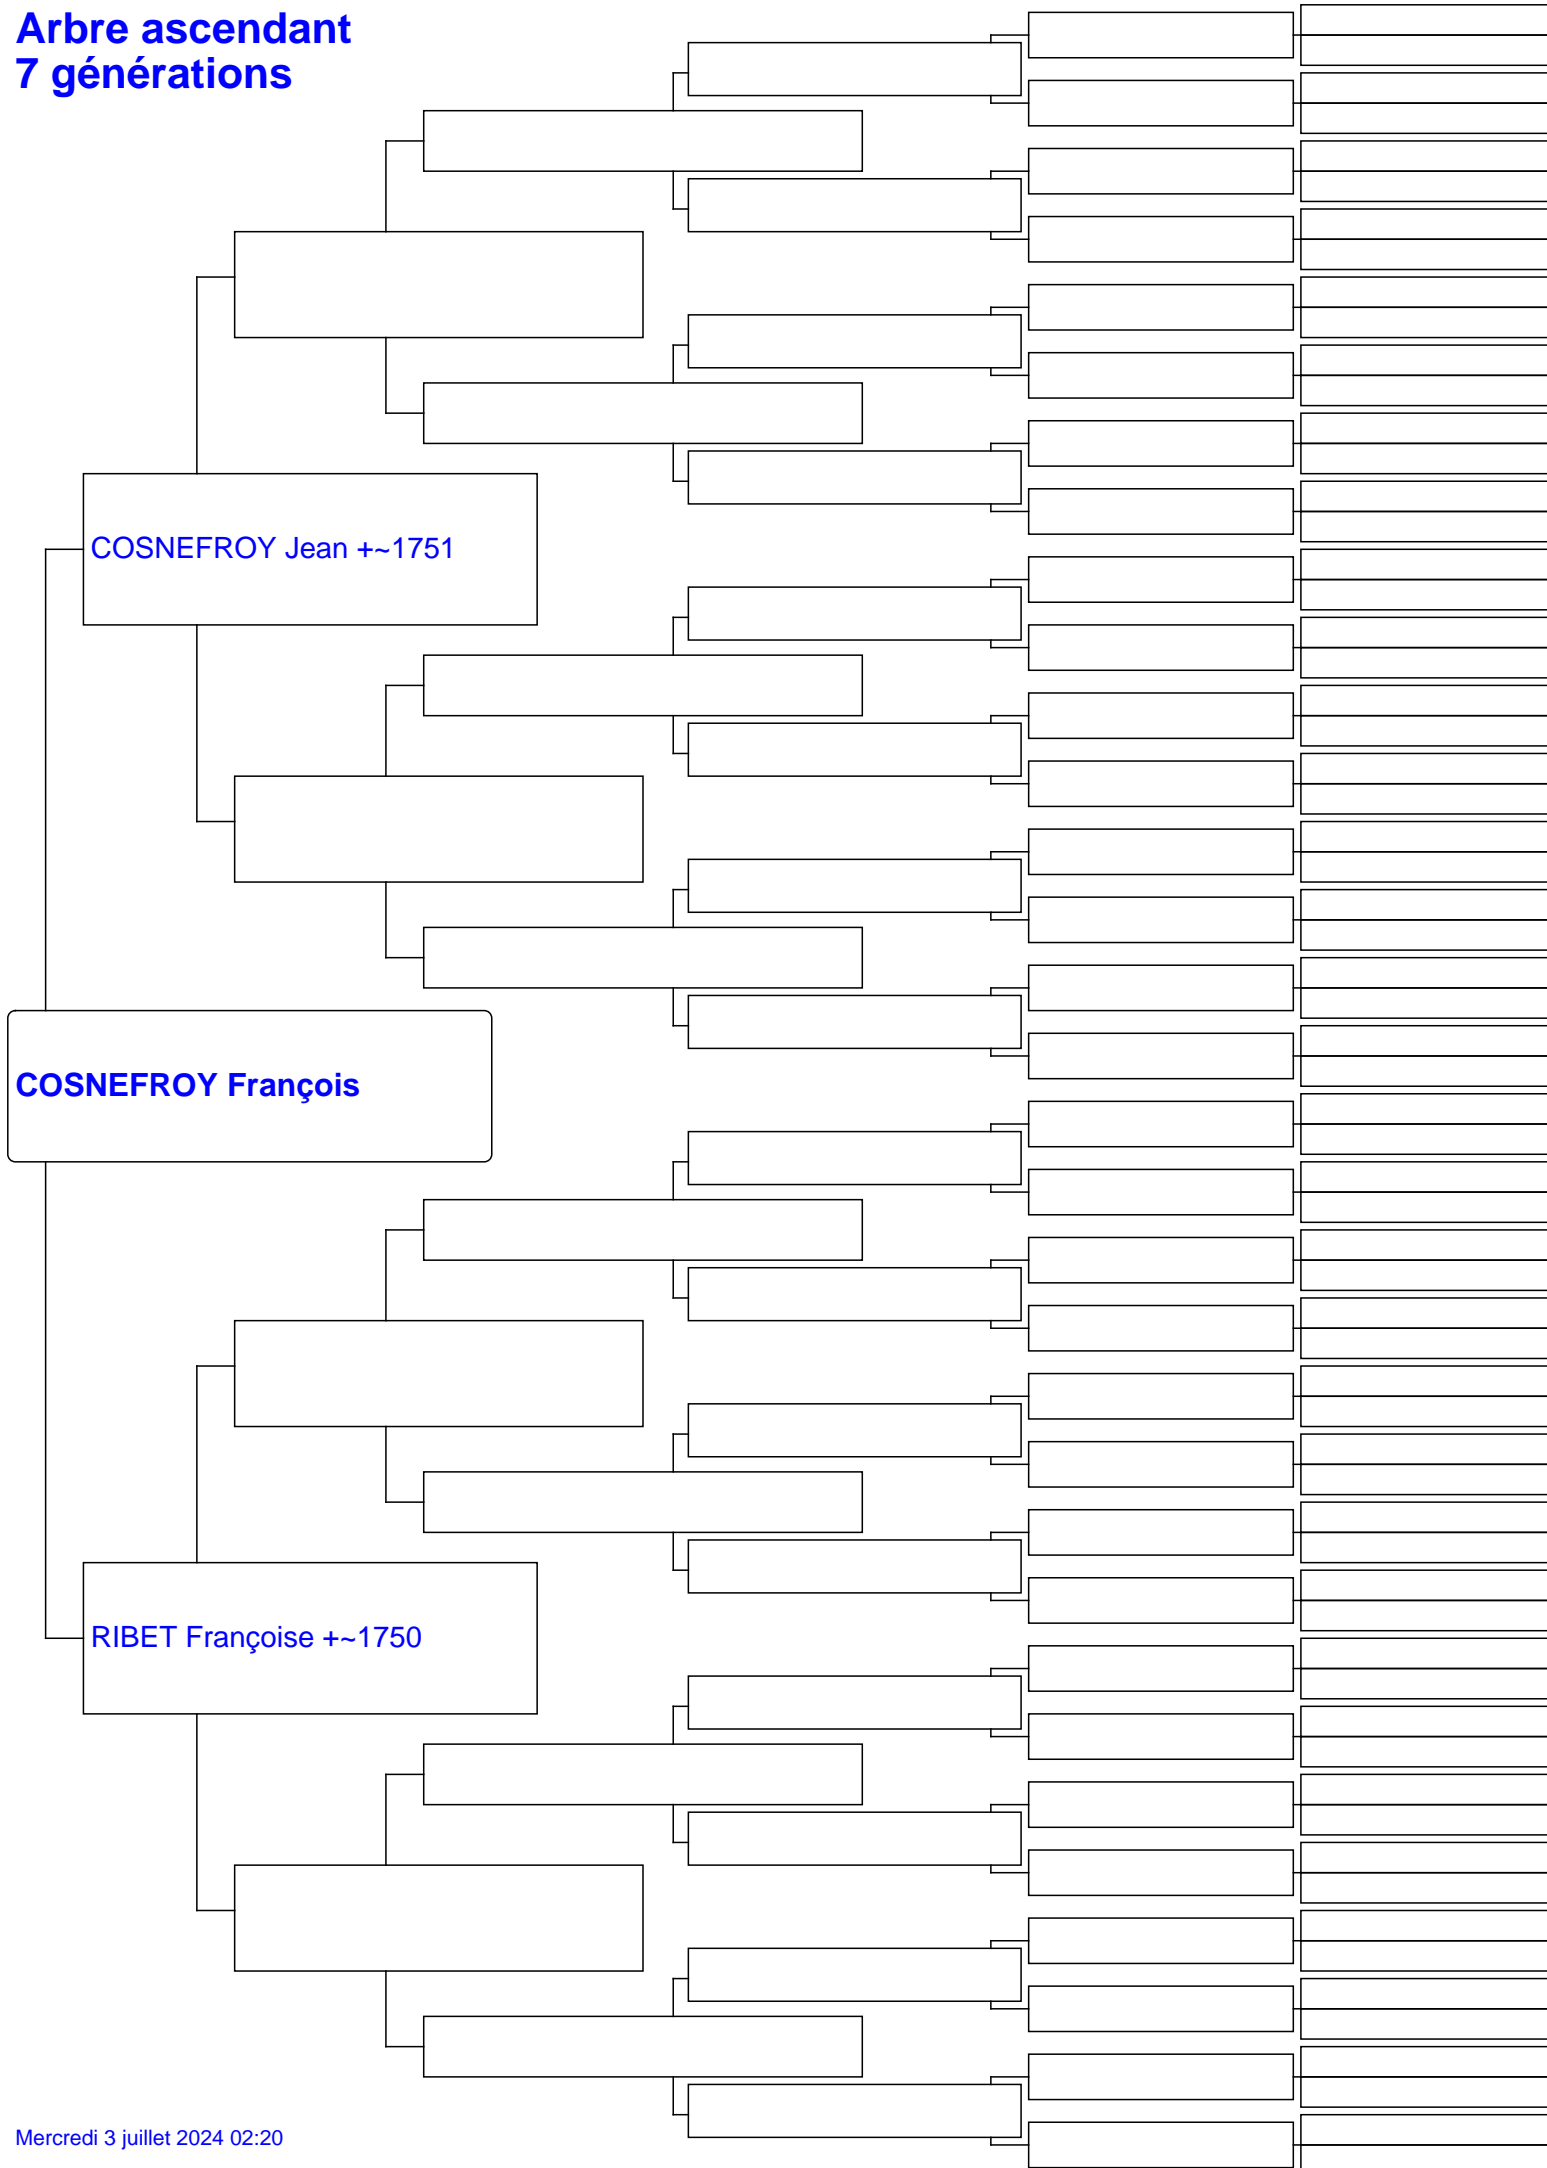 Arbre ascendant
7 générations
COSNEFROY Jean +~1751
COSNEFROY François
RIBET Françoise +~1750
Mercredi 3 juillet 2024 02:20